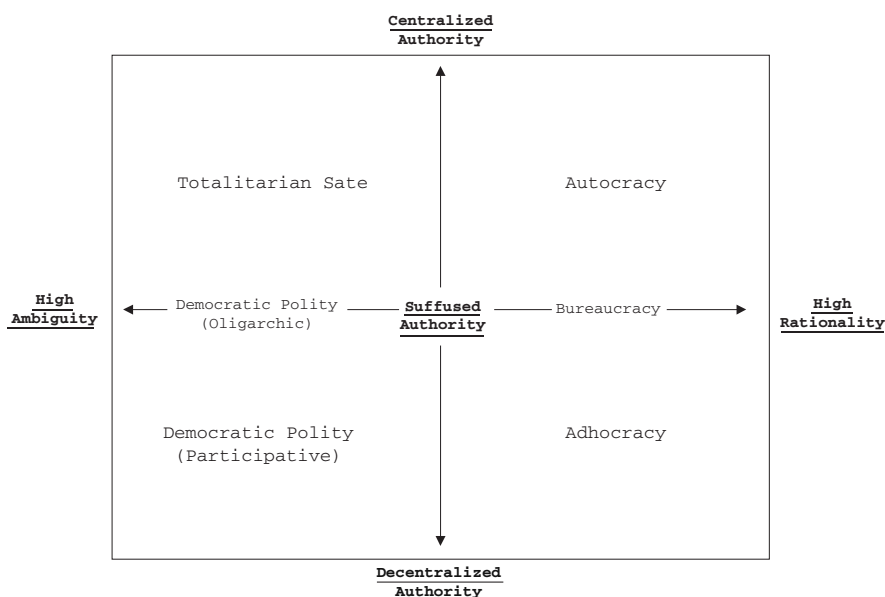 Centralized
Authority
Totalitarian Sate
Autocracy
High
Ambiguity
Democratic Polity
(Oligarchic)
Suffused
Authority
Bureaucracy
High
Rationality
Democratic Polity
(Participative)
Adhocracy
Decentralized
Authority